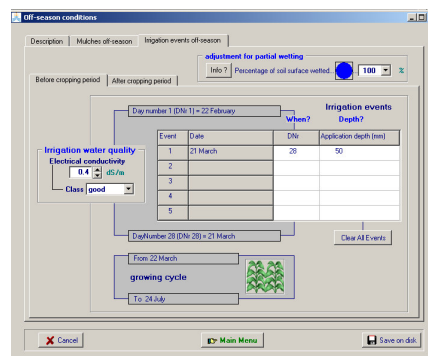 Off-season conditions
Description Mulches off-season Irrigation events off-season
adjustment for partial wetting
Info ? Percentage of soil surface wetted... 100 %
Before cropping period After cropping period
Day number 1 (DNr 1) = 22 February
Irrigation events
When? Depth?
Event Date DNr Application depth (mm)
1 21 March 28 50
2
3
4
5
Irrigation water quality
Electrical conductivity
0.4 dS/m
Class good
DayNumber 28 (DNr 28) = 21 March
Clear All Events
From 22 March
growing cycle
To 24 July
Cancel Main Menu Save on disk